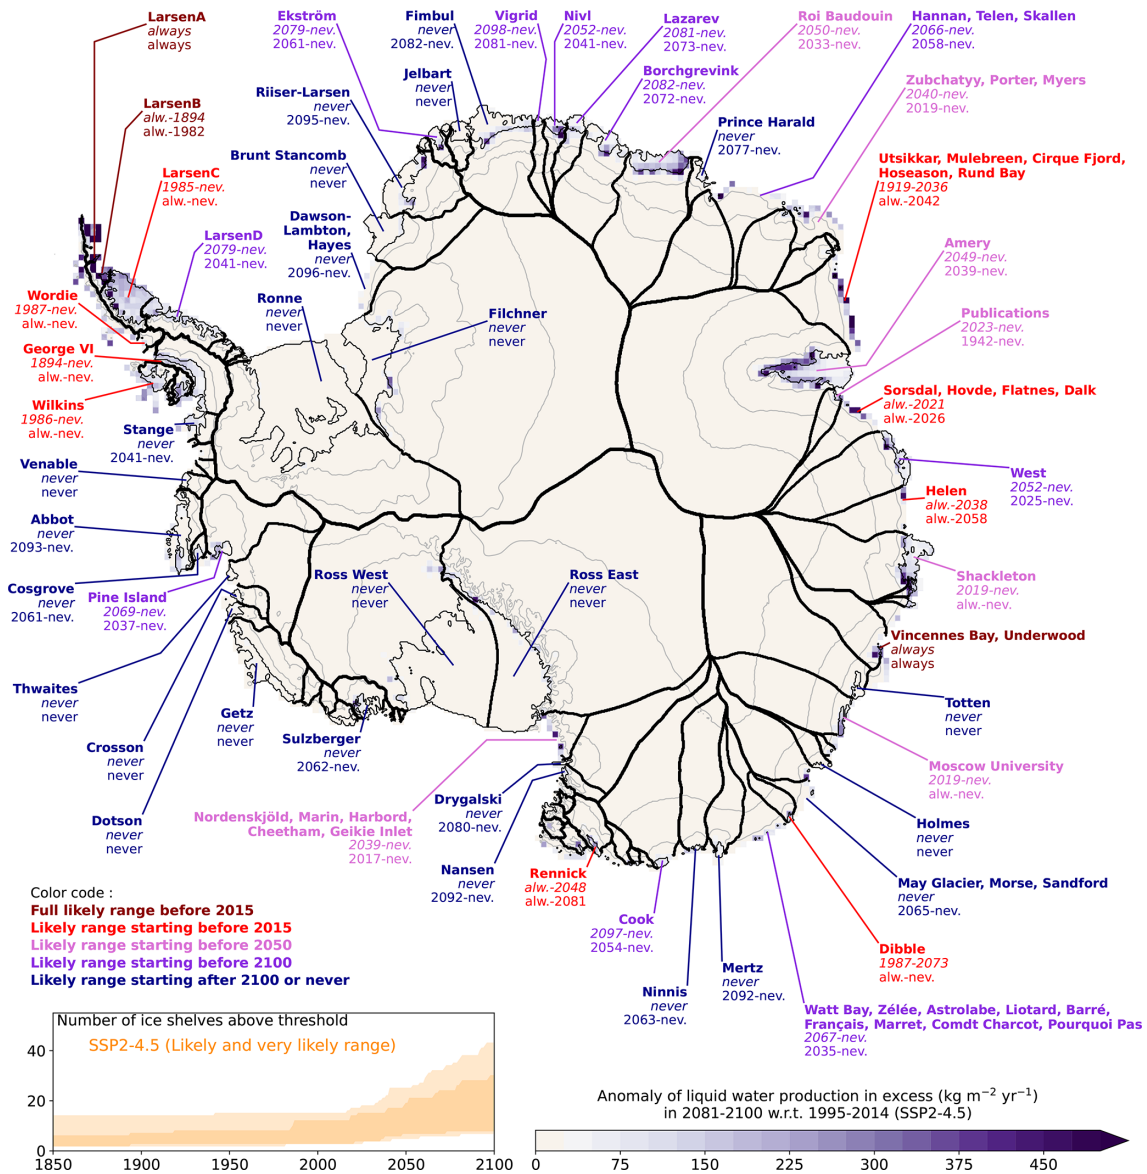 LarsenA
always
always
Ekström
2079-nev.
2061-nev.
Fimbul
never
2082-nev.
Vigrid
2098-nev.
2081-nev.
Nivl
2052-nev.
2041-nev.
Lazarev
2081-nev.
2073-nev.
Roi Baudouin
2050-nev.
2033-nev.
Hannan, Telen, Skallen
2066-nev.
2058-nev.
Jelbart
never
never
Borchgrevink
2082-nev.
2072-nev.
Zubchatyy, Porter, Myers
2040-nev.
2019-nev.
LarsenB
alw.-1894
alw.-1982
Riiser-Larsen
never
2095-nev.
Prince Harald
never
2077-nev.
Brunt Stancomb
never
never
Utsikkar, Mulebreen, Cirque Fjord,
Hoseason, Rund Bay
1919-2036
alw.-2042
LarsenC
1985-nev.
alw.-nev.
Dawson-
Lambton,
Hayes
never
2096-nev.
LarsenD
2079-nev.
2041-nev.
Amery
2049-nev.
2039-nev.
Wordie
1987-nev.
alw.-nev.
Ronne
never
never
Filchner
never
never
Publications
2023-nev.
1942-nev.
George VI
1894-nev.
alw.-nev.
Wilkins
1986-nev.
alw.-nev.
Sorsdal, Hovde, Flatnes, Dalk
alw.-2021
alw.-2026
Stange
never
2041-nev.
Venable
never
never
West
2052-nev.
2025-nev.
Helen
alw.-2038
alw.-2058
Abbot
never
2093-nev.
Cosgrove
never
2061-nev.
Pine Island
2069-nev.
2037-nev.
Ross West
never
never
Ross East
never
never
Shackleton
2019-nev.
alw.-nev.
Vincennes Bay, Underwood
always
always
Thwaites
never
never
Getz
never
never
Totten
never
never
Crosson
never
never
Sulzberger
never
2062-nev.
Moscow University
2019-nev.
alw.-nev.
Dotson
never
never
Nordenskjöld, Marin, Harbord,
Cheetham, Geikie Inlet
2039-nev.
2017-nev.
Drygalski
never
2080-nev.
Holmes
never
never
Nansen
never
2092-nev.
Rennick
alw.-2048
alw.-2081
May Glacier, Morse, Sandford
never
2065-nev.
Cook
2097-nev.
2054-nev.
Dibble
1987-2073
alw.-nev.
Mertz
never
2092-nev.
Ninnis
never
2063-nev.
Watt Bay, Zélée, Astrolabe, Liotard, Barré,
Français, Marret, Comdt Charcot, Pourquoi Pas
2067-nev.
2035-nev.
Color code :
Full likely range before 2015
Likely range starting before 2015
Likely range starting before 2050
Likely range starting before 2100
Likely range starting after 2100 or never
Number of ice shelves above threshold
SSP2-4.5 (Likely and very likely range)
40
20
0
1850 1900 1950 2000 2050 2100
Anomaly of liquid water production in excess (kg m⁻² yr⁻¹)
in 2081-2100 w.r.t. 1995-2014 (SSP2-4.5)
0 75 150 225 300 375 450